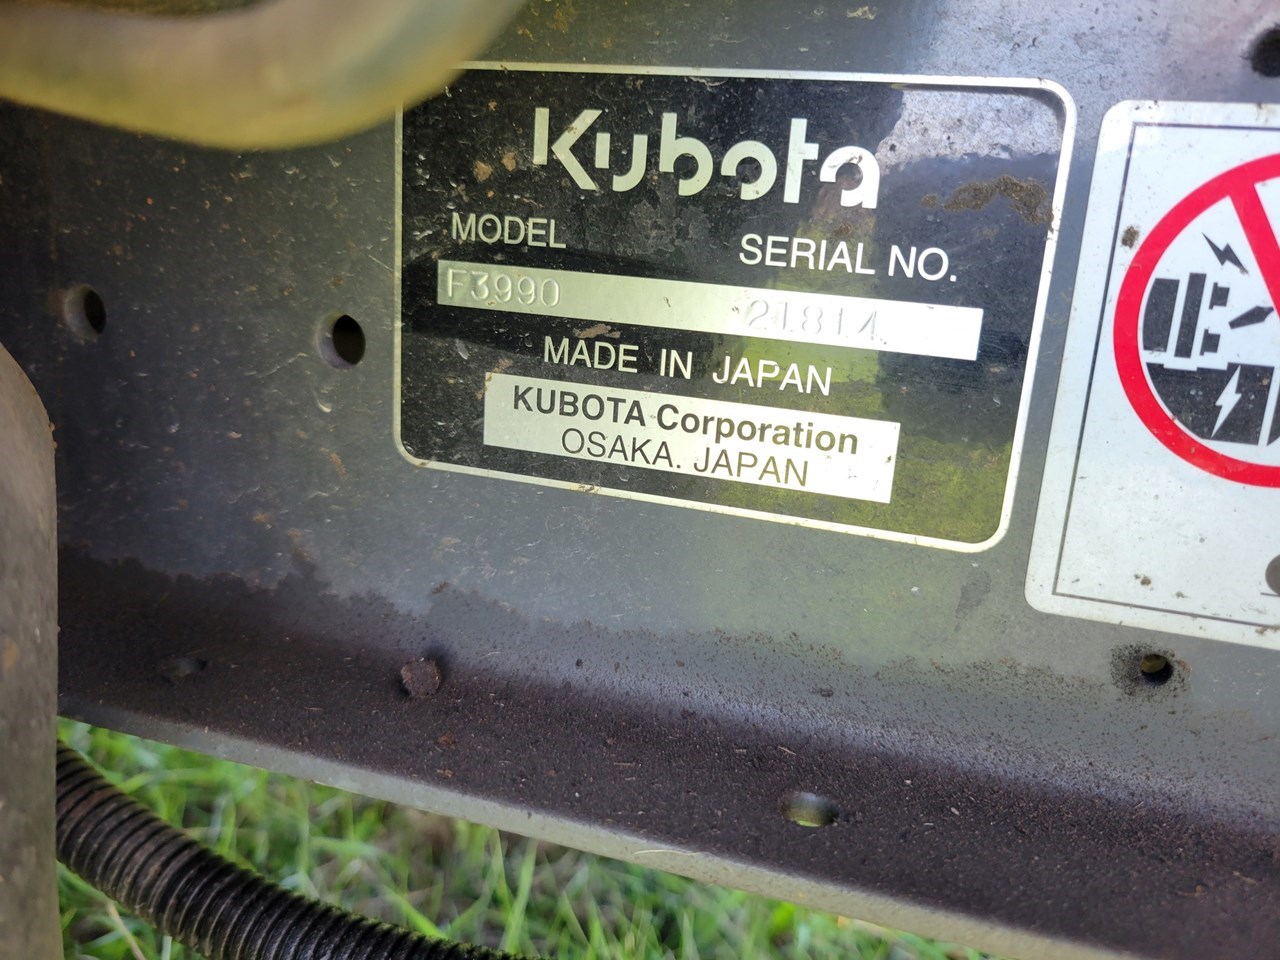 Kubota
MODEL SERIAL NO.
F3990 21814
MADE IN JAPAN
KUBOTA Corporation
OSAKA. JAPAN